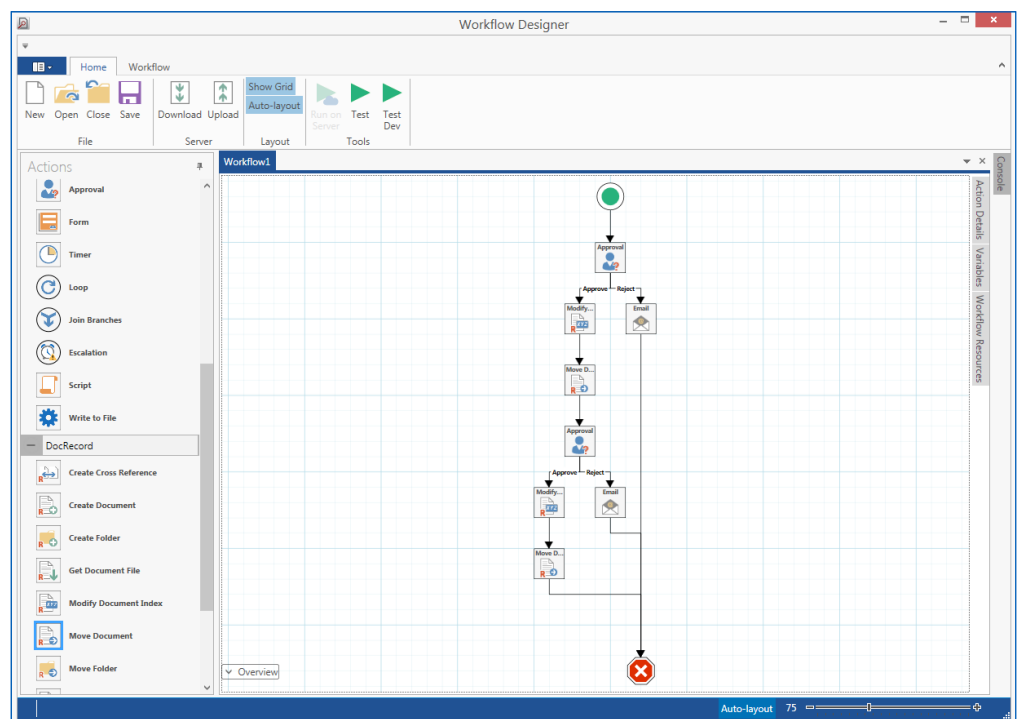 Workflow Designer
Home Workflow
New Open Close Save Download Upload Show Grid Auto-layout Run on Server Test Test Dev
File Server Layout Tools
Actions
Approval
Form
Timer
Loop
Join Branches
Escalation
Script
Write to File
DocRecord
Create Cross Reference
Create Document
Create Folder
Get Document File
Modify Document Index
Move Document
Move Folder
Workflow1
Approval
Approve Reject
Modify... Email
Move D...
Approval
Approve Reject
Modify... Email
Move D...
Overview
Console
Action Details
Variables
Workflow Resources
Auto-layout 75